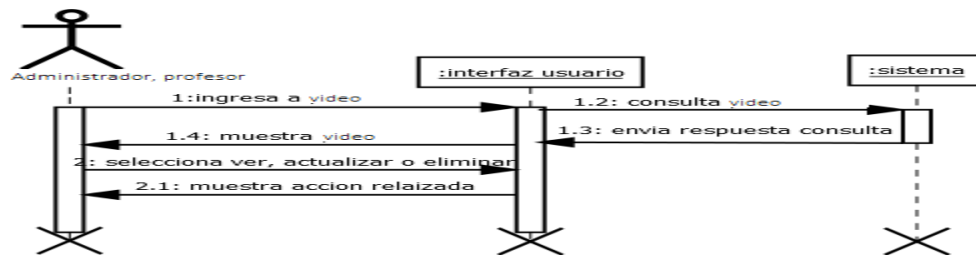 Administrador, profesor
:interfaz usuario
:sistema
1:ingresa a video
1.2: consulta video
1.3: envia respuesta consulta
1.4: muestra video
2: selecciona ver, actualizar o eliminar
2.1: muestra accion relaizada